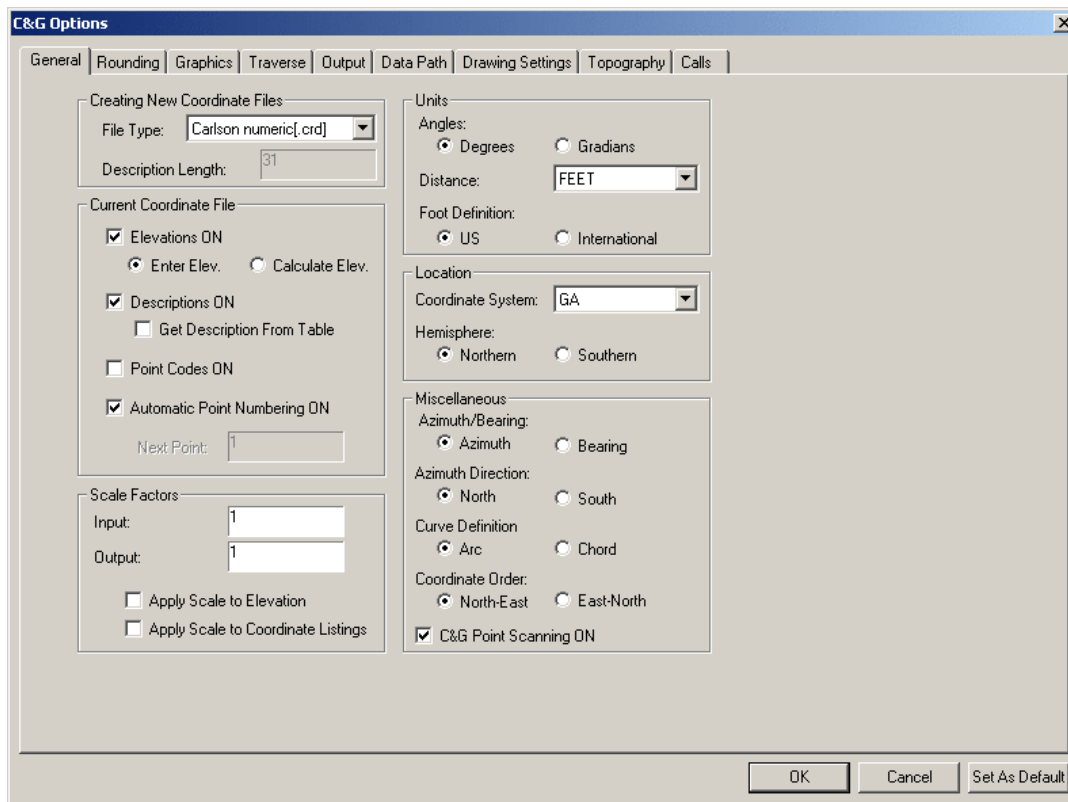 C&G Options
General Rounding Graphics Traverse Output Data Path Drawing Settings Topography Calls
Creating New Coordinate Files
File Type: Carlson numeric[.crd]
Description Length: 31
Current Coordinate File
Elevations ON
Enter Elev. Calculate Elev.
Descriptions ON
Get Description From Table
Point Codes ON
Automatic Point Numbering ON
Next Point: 1
Scale Factors
Input: 1
Output: 1
Apply Scale to Elevation
Apply Scale to Coordinate Listings
Units
Angles:
Degrees Gradians
Distance: FEET
Foot Definition:
US International
Location
Coordinate System: GA
Hemisphere:
Northern Southern
Miscellaneous
Azimuth/Bearing:
Azimuth Bearing
Azimuth Direction:
North South
Curve Definition
Arc Chord
Coordinate Order:
North-East East-North
C&G Point Scanning ON
OK Cancel Set As Default